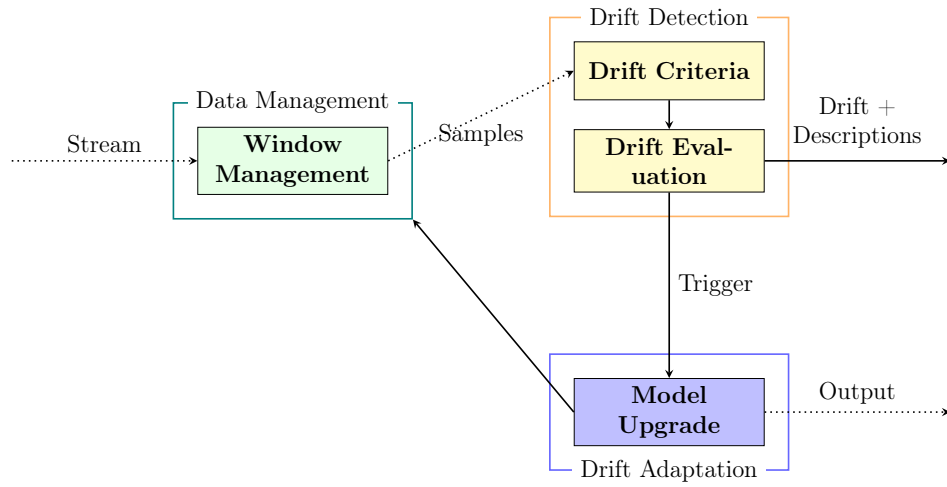 Drift Detection
Drift Criteria
Data Management
Stream
Window
Management
Samples
Drift Eval-
uation
Drift +
Descriptions
Trigger
Model
Upgrade
Output
Drift Adaptation